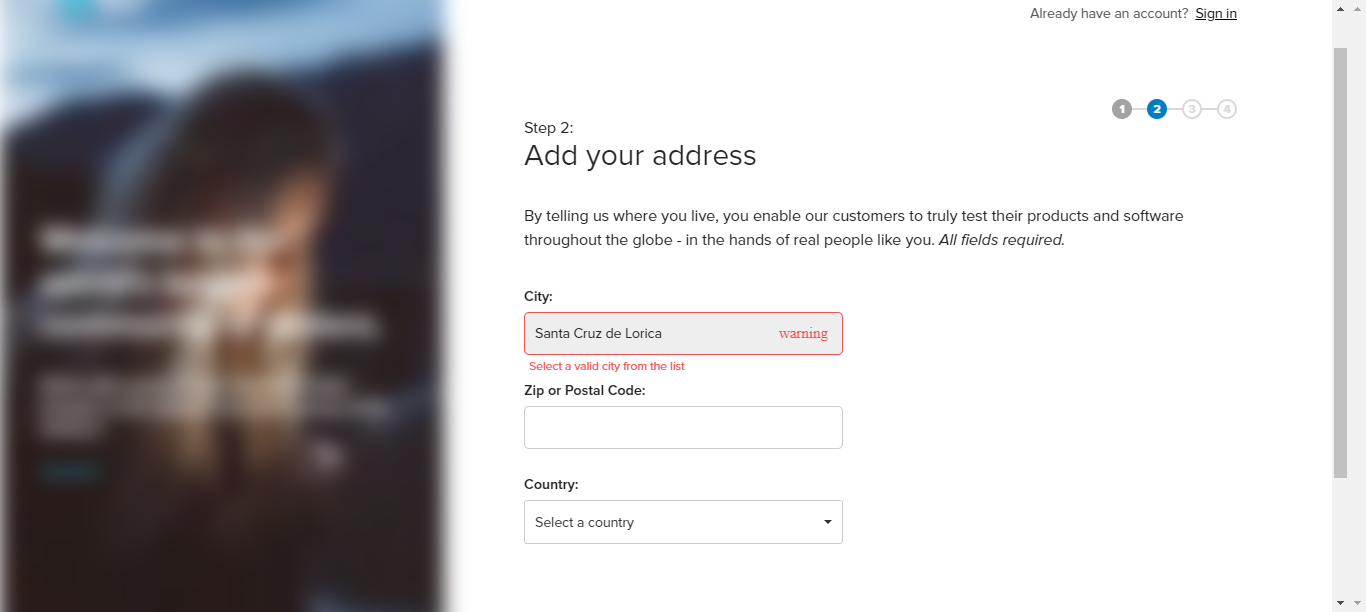 Already have an account? Sign in
1 2 3 4
Step 2:
Add your address
By telling us where you live, you enable our customers to truly test their products and software
throughout the globe - in the hands of real people like you. All fields required.
City:
Santa Cruz de Lorica warning
Select a valid city from the list
Zip or Postal Code:
Country:
Select a country